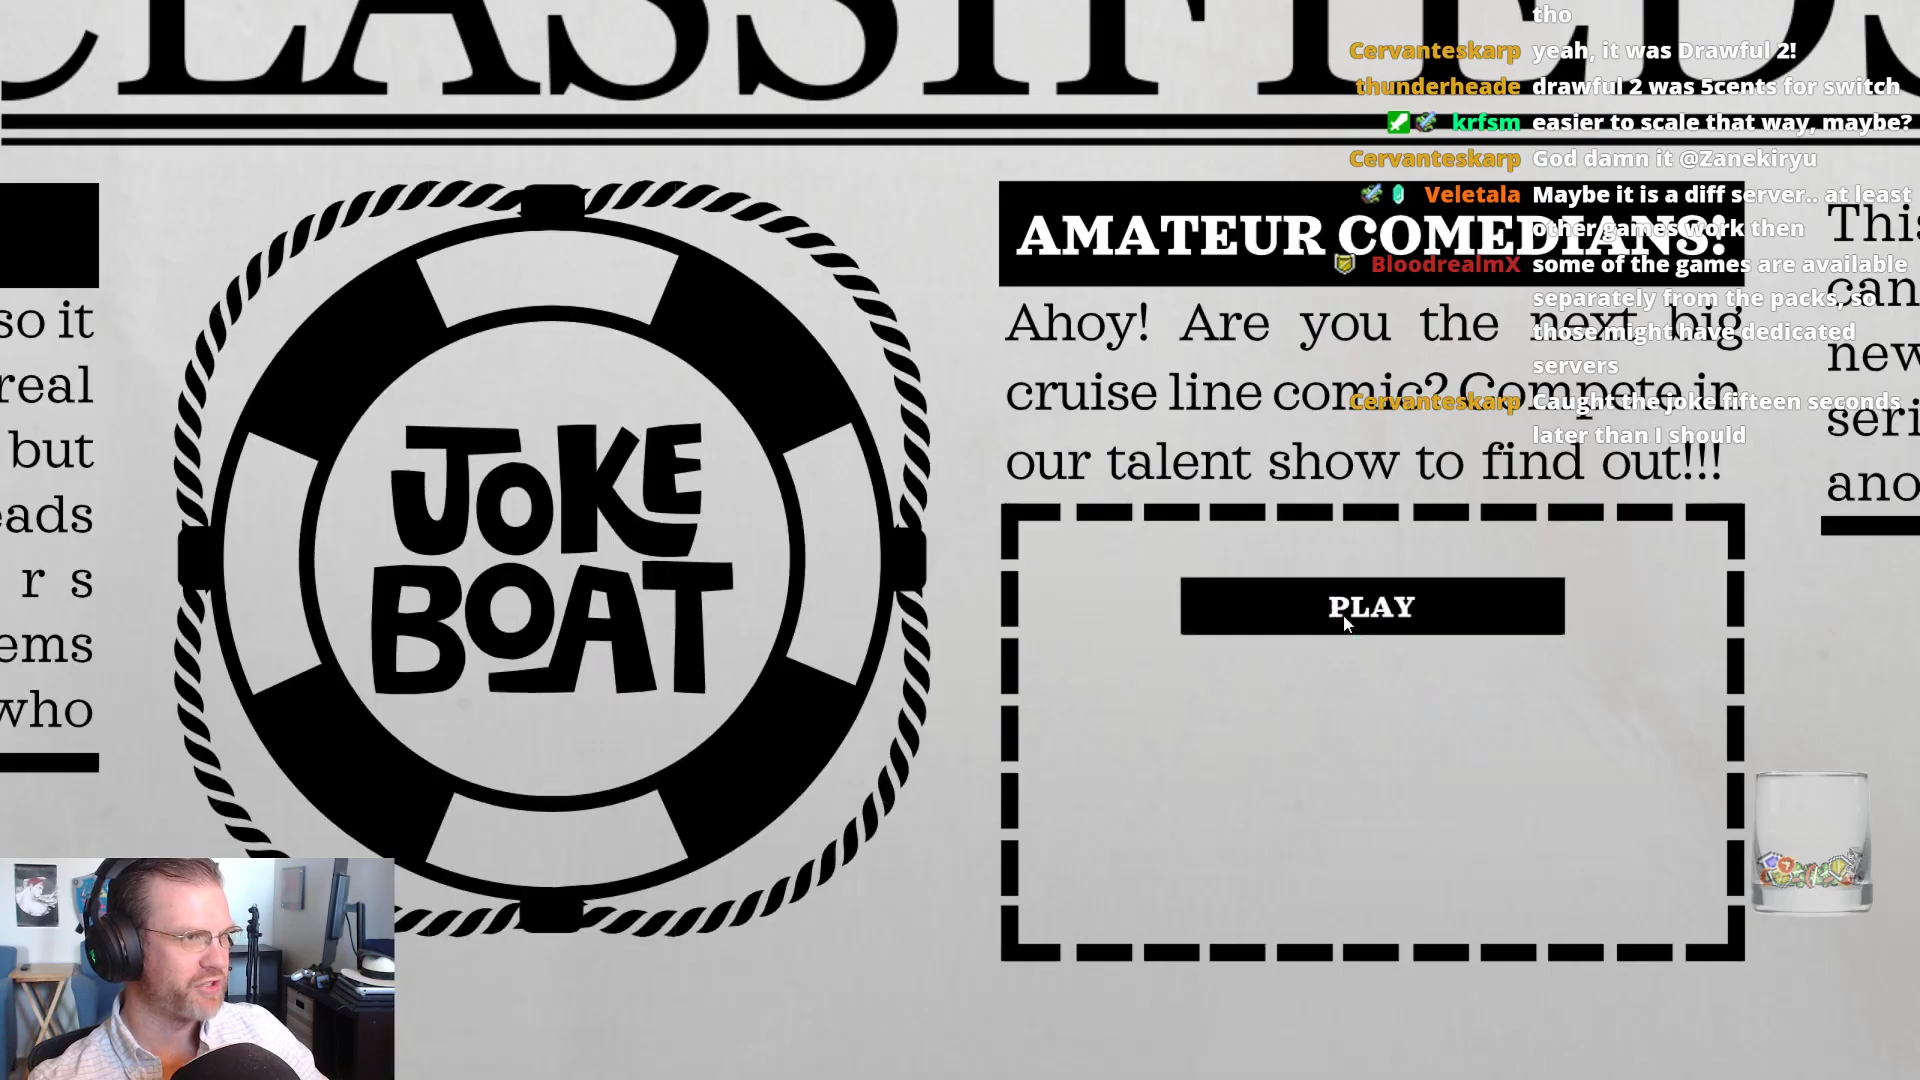 CLASSIFIEDS
tho
Cervanteskarp yeah, it was Drawful 2!
thunderheade drawful 2 was 5cents for switch
krfsm easier to scale that way, maybe?
Cervanteskarp God damn it @Zanekiryu
Veletala Maybe it is a diff server.. at least
other games work then
BloodrealmX some of the games are available
separately from the packs, so
those might have dedicated
servers
Cervanteskarp Caught the joke fifteen seconds
later than I should
so it
real
but
eads
r s
ems
who
JOKE
BOAT
AMATEUR COMEDIANS!
Ahoy! Are you the next big
cruise line comic? Compete in
our talent show to find out!!!
PLAY
This
can
new
seri
ano